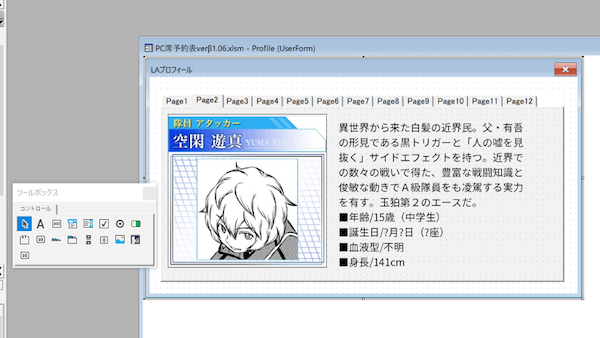 PC席予約表verβ1.06.xlsm - Profile (UserForm)
LAプロフィール
Page1 Page2 Page3 Page4 Page5 Page6 Page7 Page8 Page9 Page10 Page11 Page12
隊員 アタッカー
空閑 遊真
異世界から来た白髪の近界民。父・有吾
の形見である黒トリガーと「人の嘘を見
抜く」サイドエフェクトを持つ。近界で
の数々の戦いで得た、豊富な戦闘知識と
俊敏な動きでA級隊員をも凌駕する実力
を有す。玉狛第2のエースだ。
■年齢/15歳（中学生）
■誕生日/?月?日（?座）
■血液型/不明
■身長/141cm
ツールボックス
コントロール